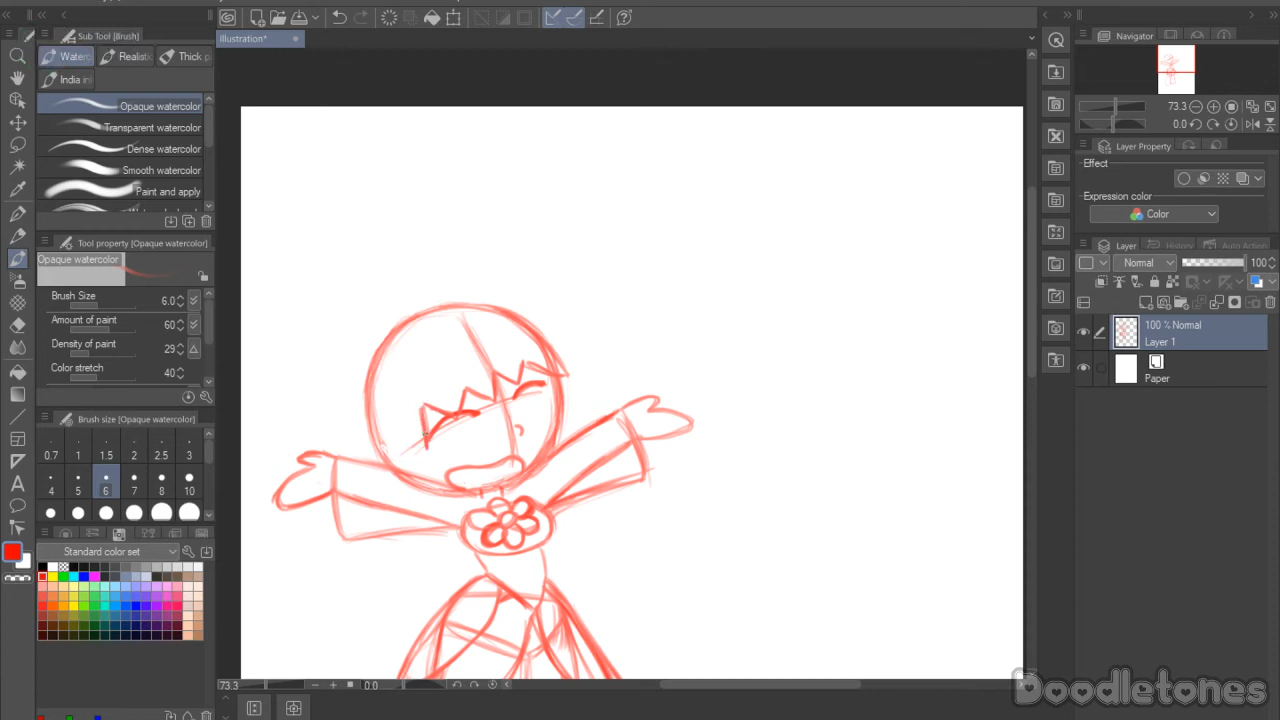 Sub Tool [Brush]
Waterc Realistic Thick p
India in
Opaque watercolor
Transparent watercolor
Dense watercolor
Smooth watercolor
Paint and apply
Tool property [Opaque watercolor]
Opaque watercolor
Brush Size 6.0
Amount of paint 60
Density of paint 29
Color stretch 40
Brush size [Opaque watercolor]
0.7 1 1.5 2 2.5 3
4 5 6 7 8 10
Standard color set
Illustration*
73.3 0.0
Navigator
73.3
0.0
Layer Property
Effect
Expression color
Color
Layer History Auto Action
Normal 100
100 % Normal
Layer 1
Paper
Doodletones